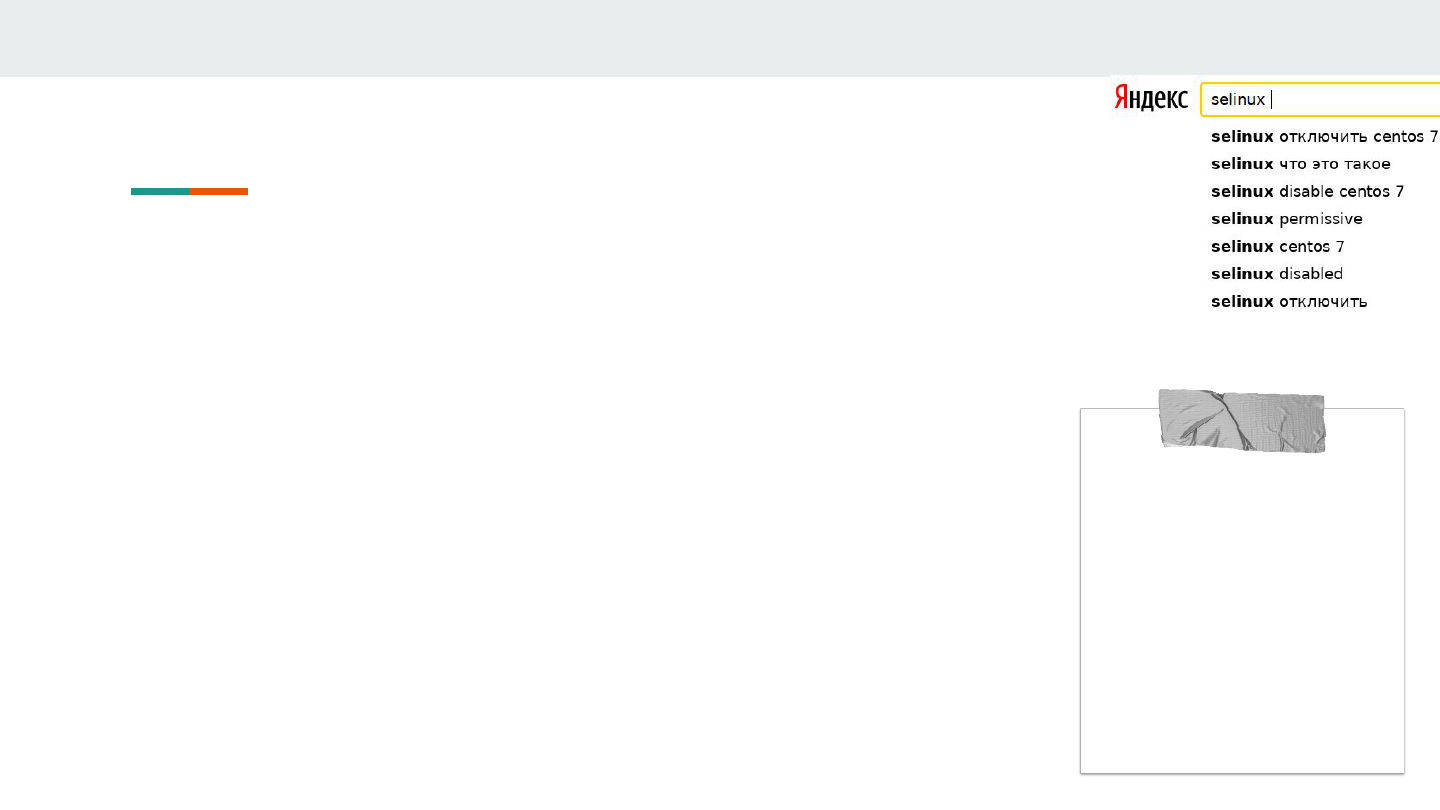 Яндекс
selinux
selinux отключить centos 7
selinux что это такое
selinux disable centos 7
selinux permissive
selinux centos 7
selinux disabled
selinux отключить